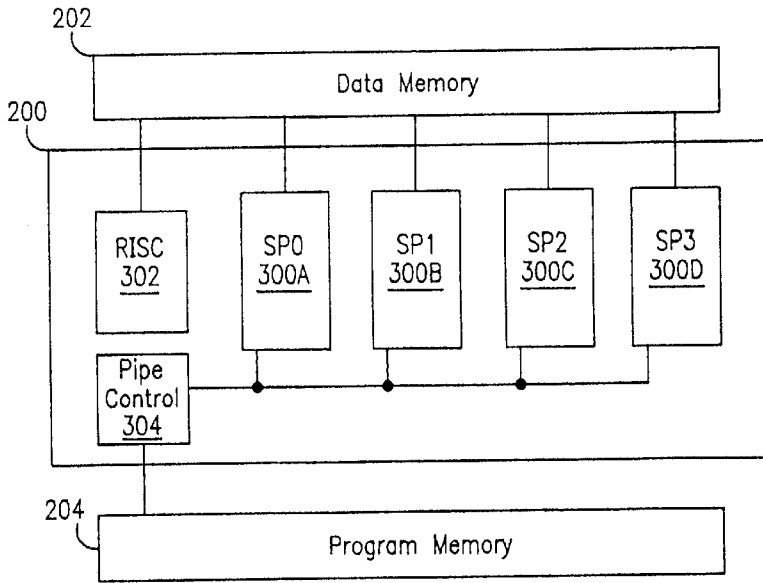 202
Data Memory
200
RISC
302
SP0
300A
SP1
300B
SP2
300C
SP3
300D
Pipe
Control
304
204
Program Memory